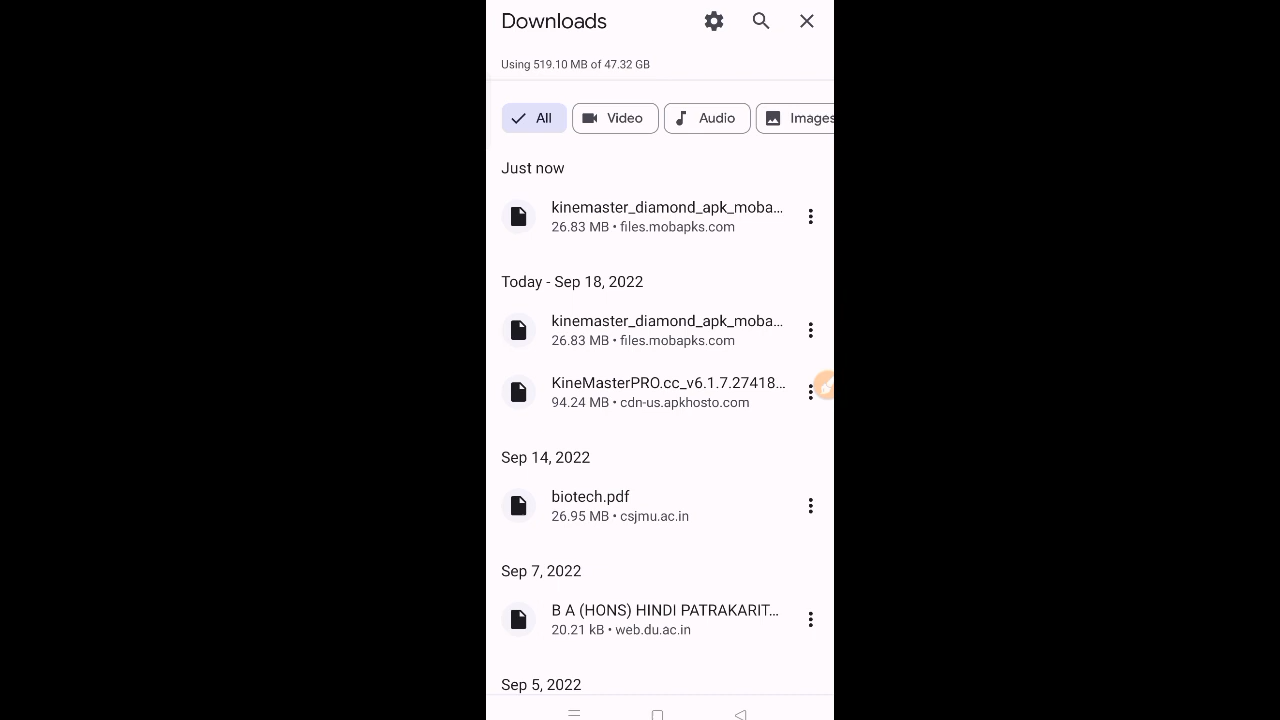 Downloads
Using 519.10 MB of 47.32 GB
All Video Audio Images
Just now
kinemaster_diamond_apk_moba...
26.83 MB • files.mobapks.com
Today - Sep 18, 2022
kinemaster_diamond_apk_moba...
26.83 MB • files.mobapks.com
KineMasterPRO.cc_v6.1.7.27418...
94.24 MB • cdn-us.apkhosto.com
Sep 14, 2022
biotech.pdf
26.95 MB • csjmu.ac.in
Sep 7, 2022
B A (HONS) HINDI PATRAKARIT...
20.21 kB • web.du.ac.in
Sep 5, 2022